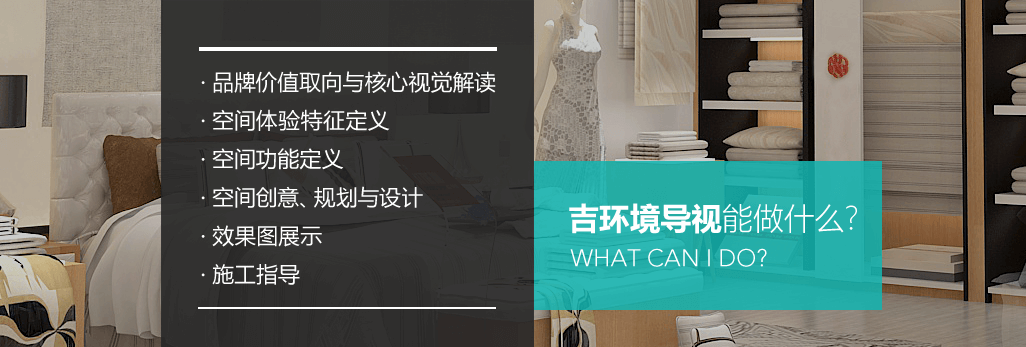 · 品牌价值取向与核心视觉解读
· 空间体验特征定义
· 空间功能定义
· 空间创意、规划与设计
· 效果图展示
· 施工指导
吉环境导视能做什么?
WHAT CAN I DO?